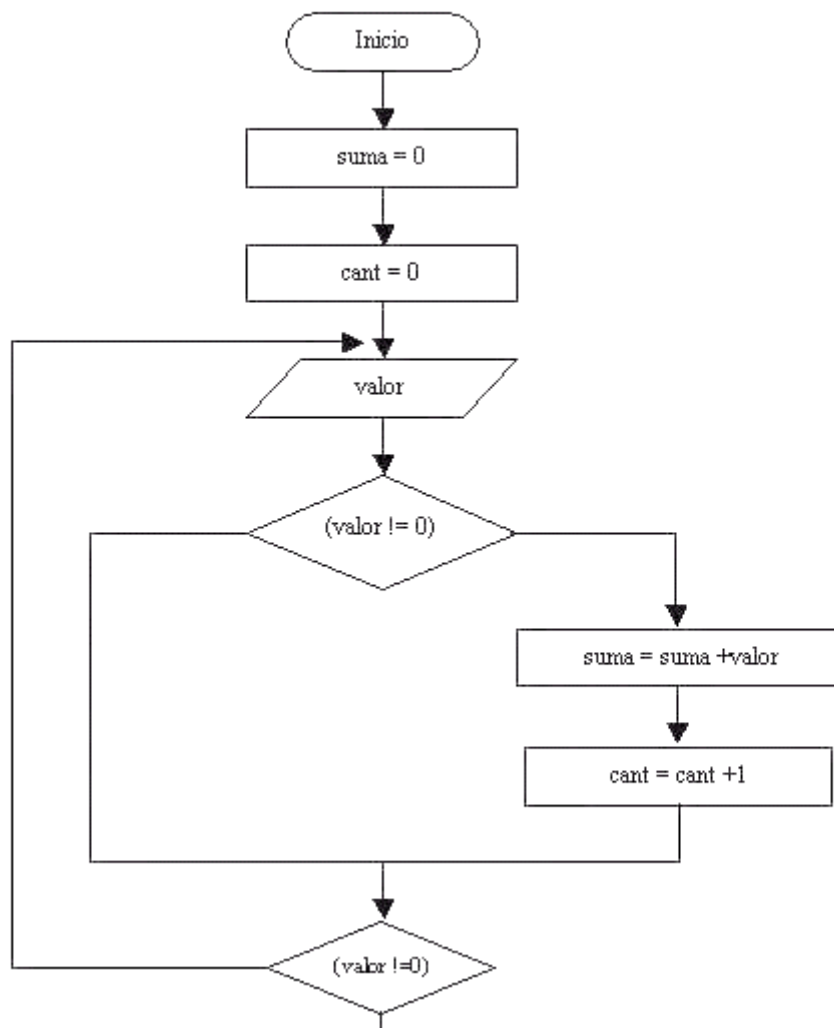 Inicio
suma = 0
cant = 0
valor
(valor != 0)
suma = suma +valor
cant = cant +1
(valor !=0)